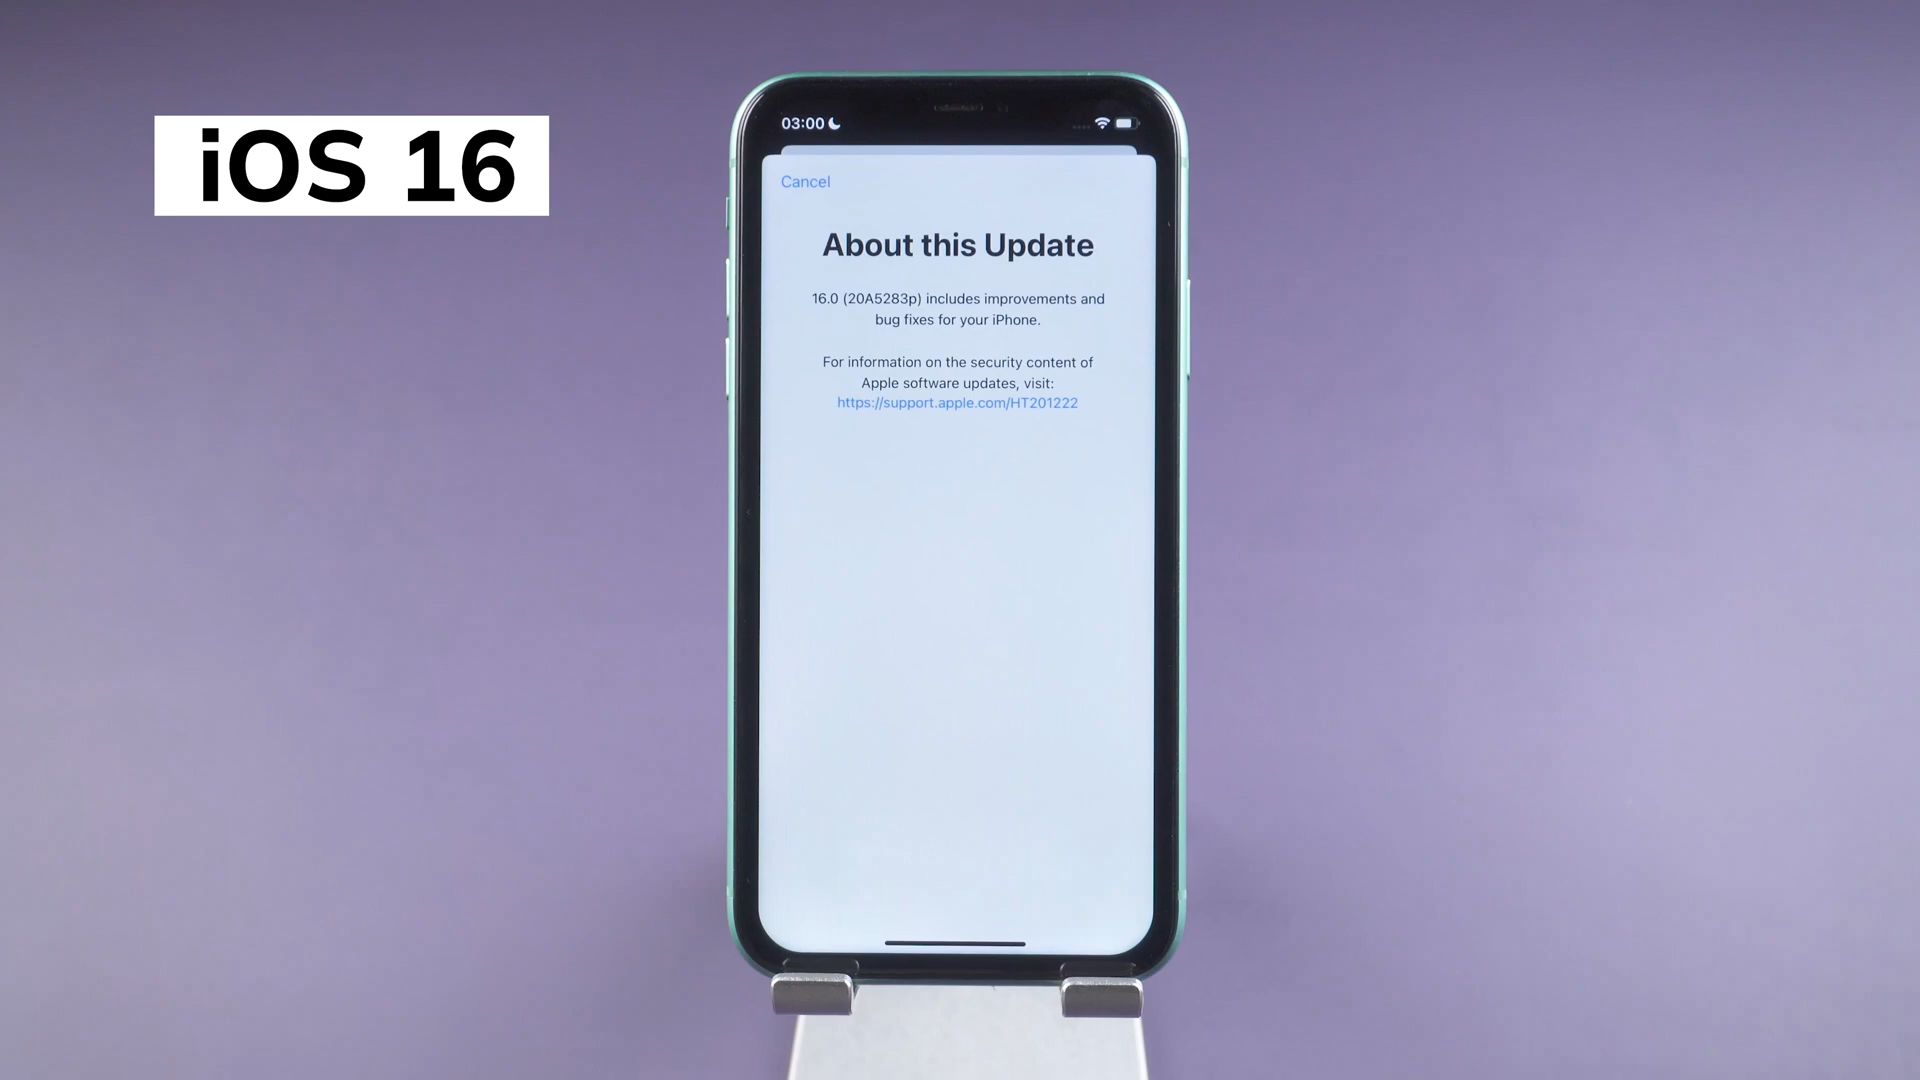 iOS 16
03:00
Cancel
About this Update
16.0 (20A5283p) includes improvements and
bug fixes for your iPhone.
For information on the security content of
Apple software updates, visit:
https://support.apple.com/HT201222